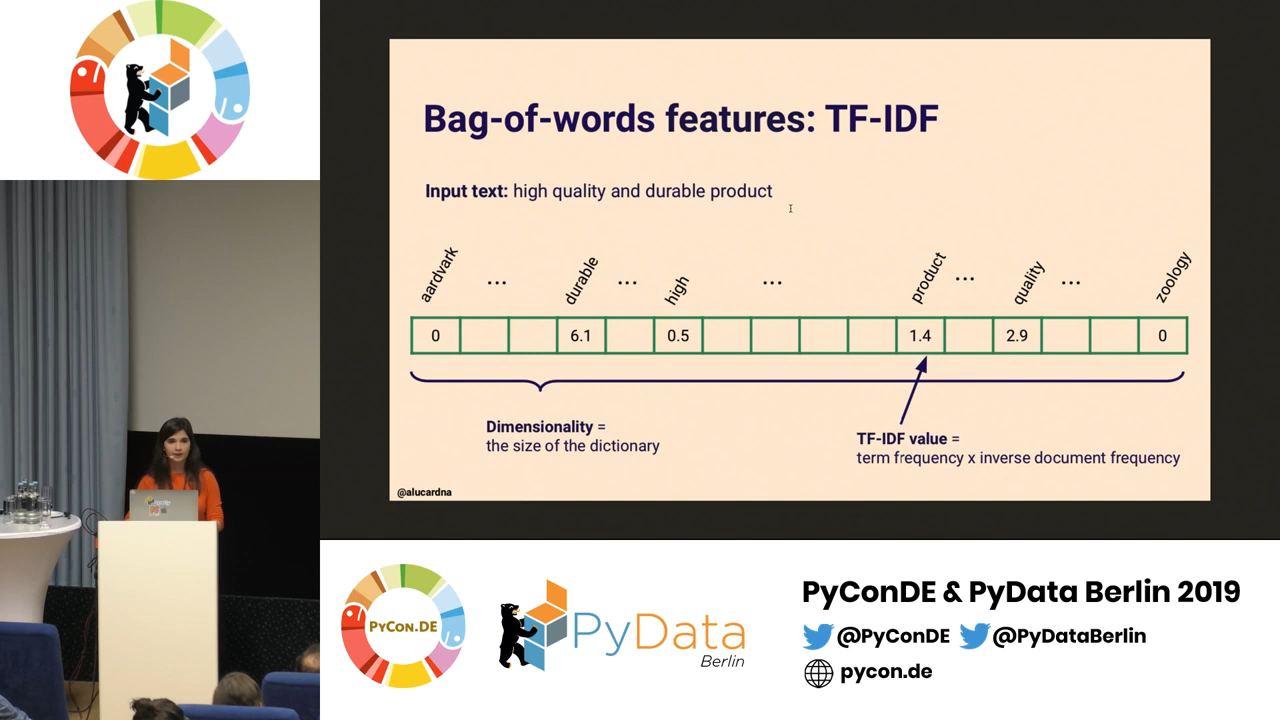 Bag-of-words features: TF-IDF
Input text: high quality and durable product
aardvark ... durable ... high ... product ... quality ... zoology
0 6.1 0.5 1.4 2.9 0
Dimensionality =
the size of the dictionary
TF-IDF value =
term frequency x inverse document frequency
@alucardna
PYCON.DE
PyData
Berlin
PyConDE & PyData Berlin 2019
@PyConDE @PyDataBerlin
pycon.de